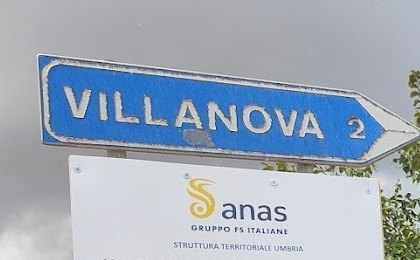 VILLANOVA 2
anas
GRUPPO FS ITALIANE
STRUTTURA TERRITORIALE UMBRIA